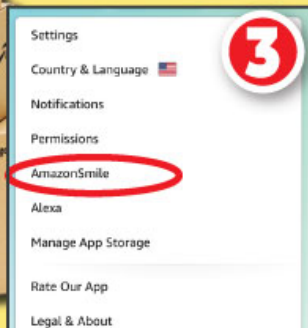 3
Settings
Country & Language
Notifications
Permissions
AmazonSmile
Alexa
Manage App Storage
Rate Our App
Legal & About